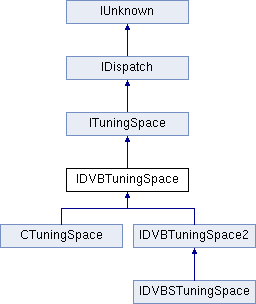 IUnknown
IDispatch
ITuningSpace
IDVBTuningSpace
CTuningSpace
IDVBTuningSpace2
IDVBSTuningSpace